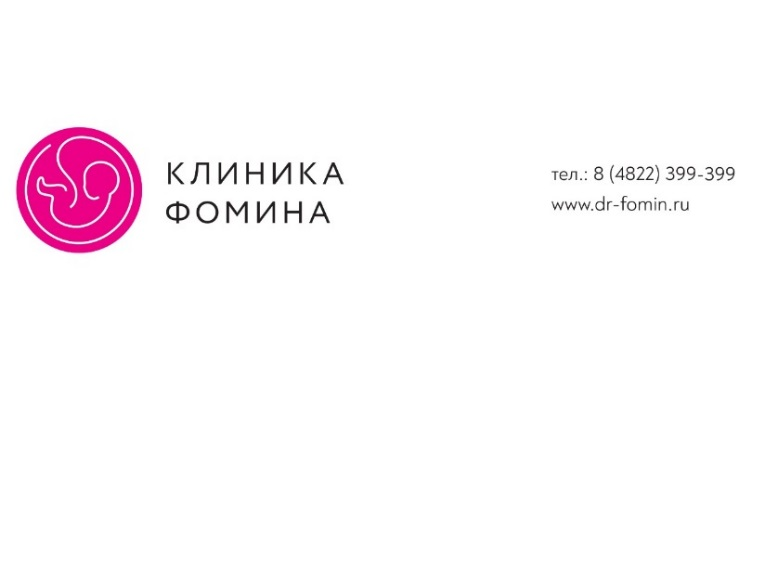 КЛИНИКА
ФОМИНА
тел.: 8 (4822) 399-399
www.dr-fomin.ru